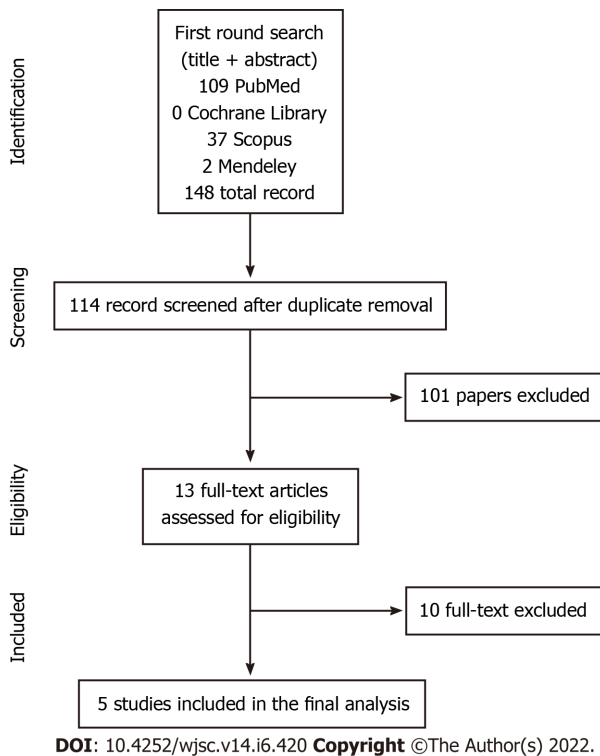 Identification
First round search
(title + abstract)
109 PubMed
0 Cochrane Library
37 Scopus
2 Mendeley
148 total record
Screening
114 record screened after duplicate removal
101 papers excluded
Eligibility
13 full-text articles
assessed for eligibility
Included
10 full-text excluded
5 studies included in the final analysis
DOI: 10.4252/wjsc.v14.i6.420 Copyright ©The Author(s) 2022.